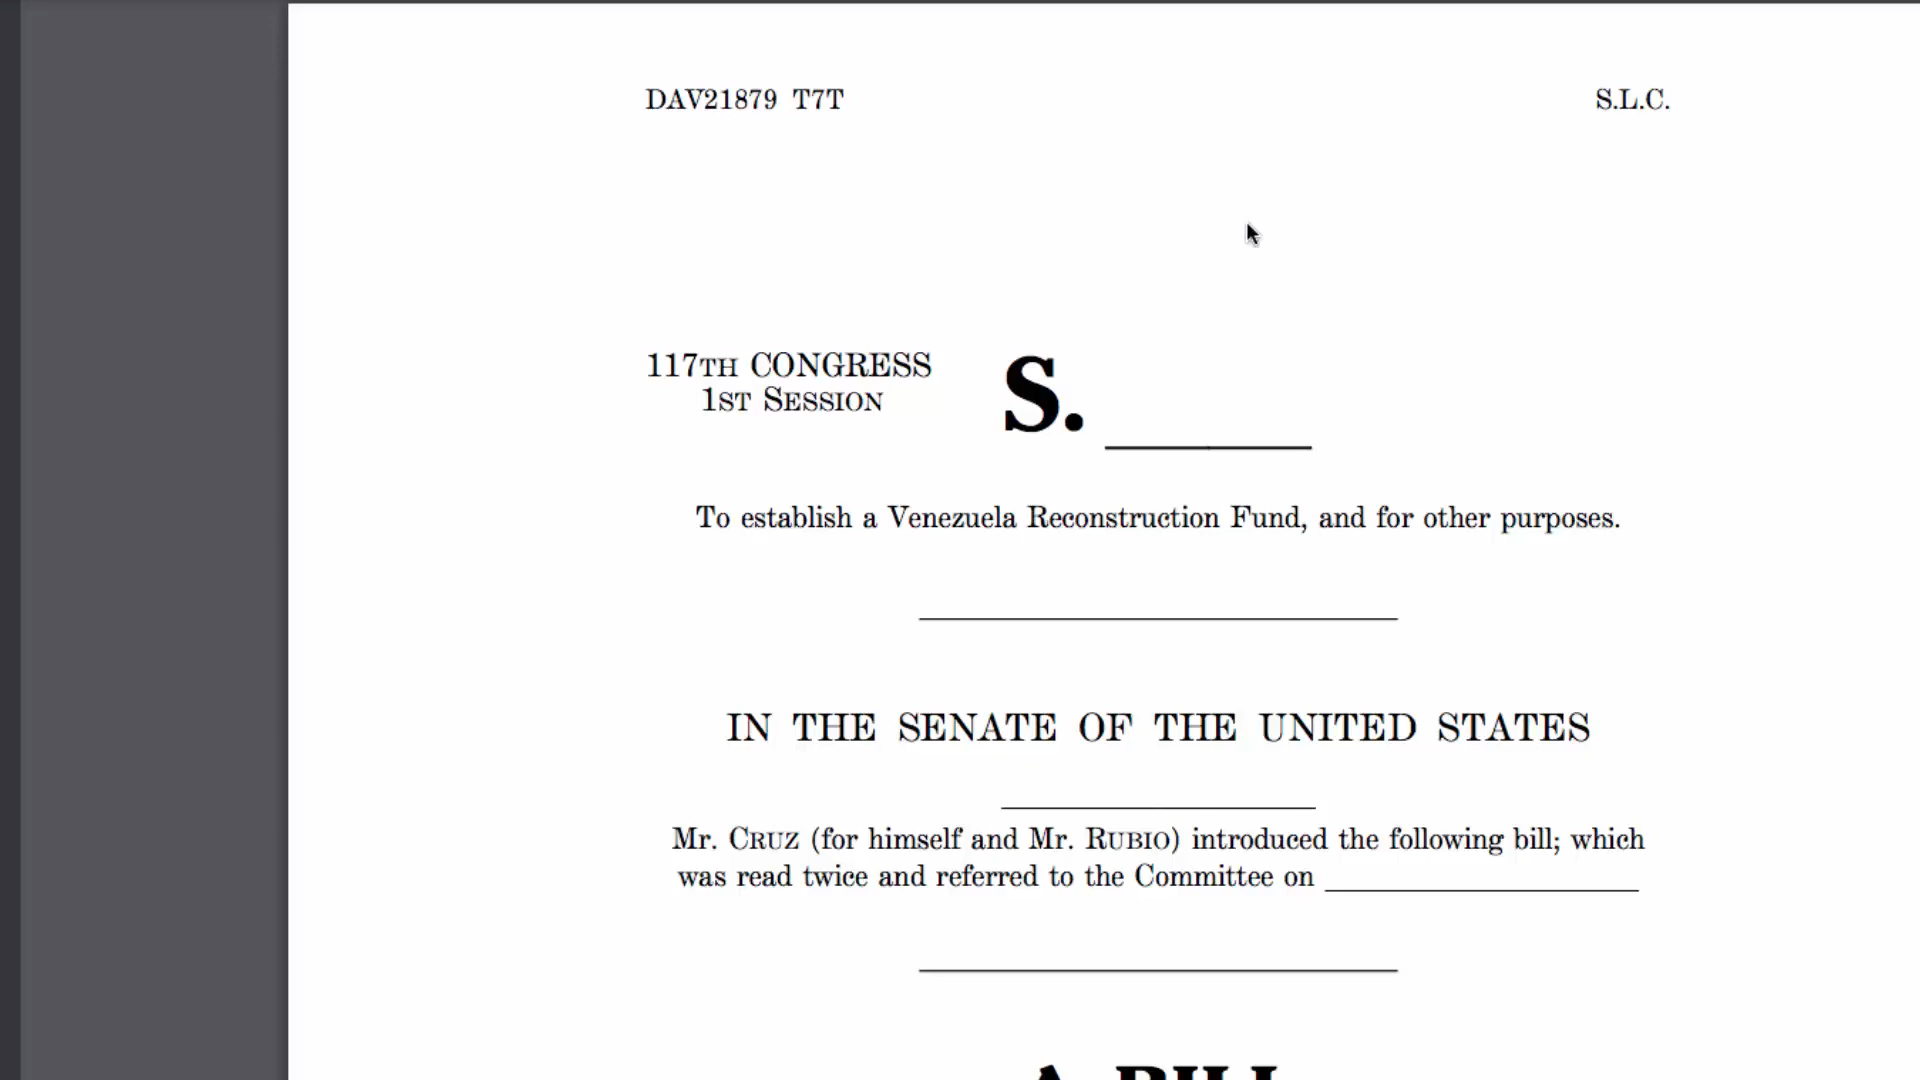 DAV21879 T7T S.L.C.
117TH CONGRESS
1ST SESSION
S.
To establish a Venezuela Reconstruction Fund, and for other purposes.
IN THE SENATE OF THE UNITED STATES
Mr. CRUZ (for himself and Mr. RUBIO) introduced the following bill; which
was read twice and referred to the Committee on
A BILL